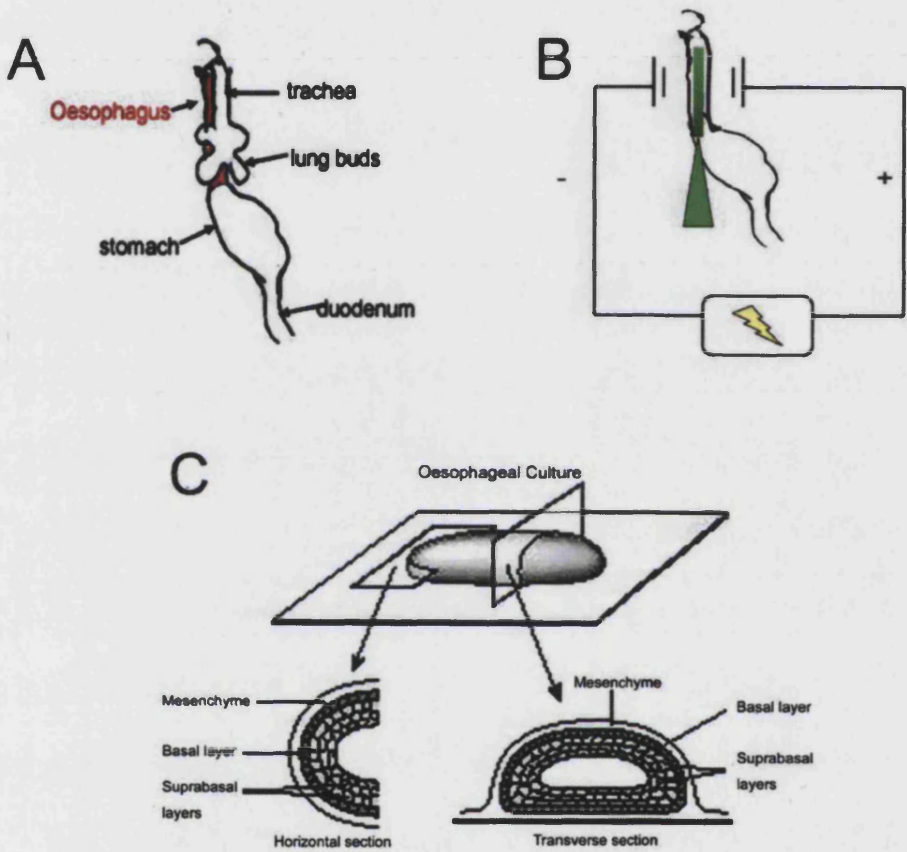 A
Oesophagus
trachea
lung buds
stomach
duodenum
B
-
+
C
Oesophageal Culture
Mesenchyme
Basal layer
Suprabasal
layers
Horizontal section
Mesenchyme
Basal layer
Suprabasal
layers
Transverse section